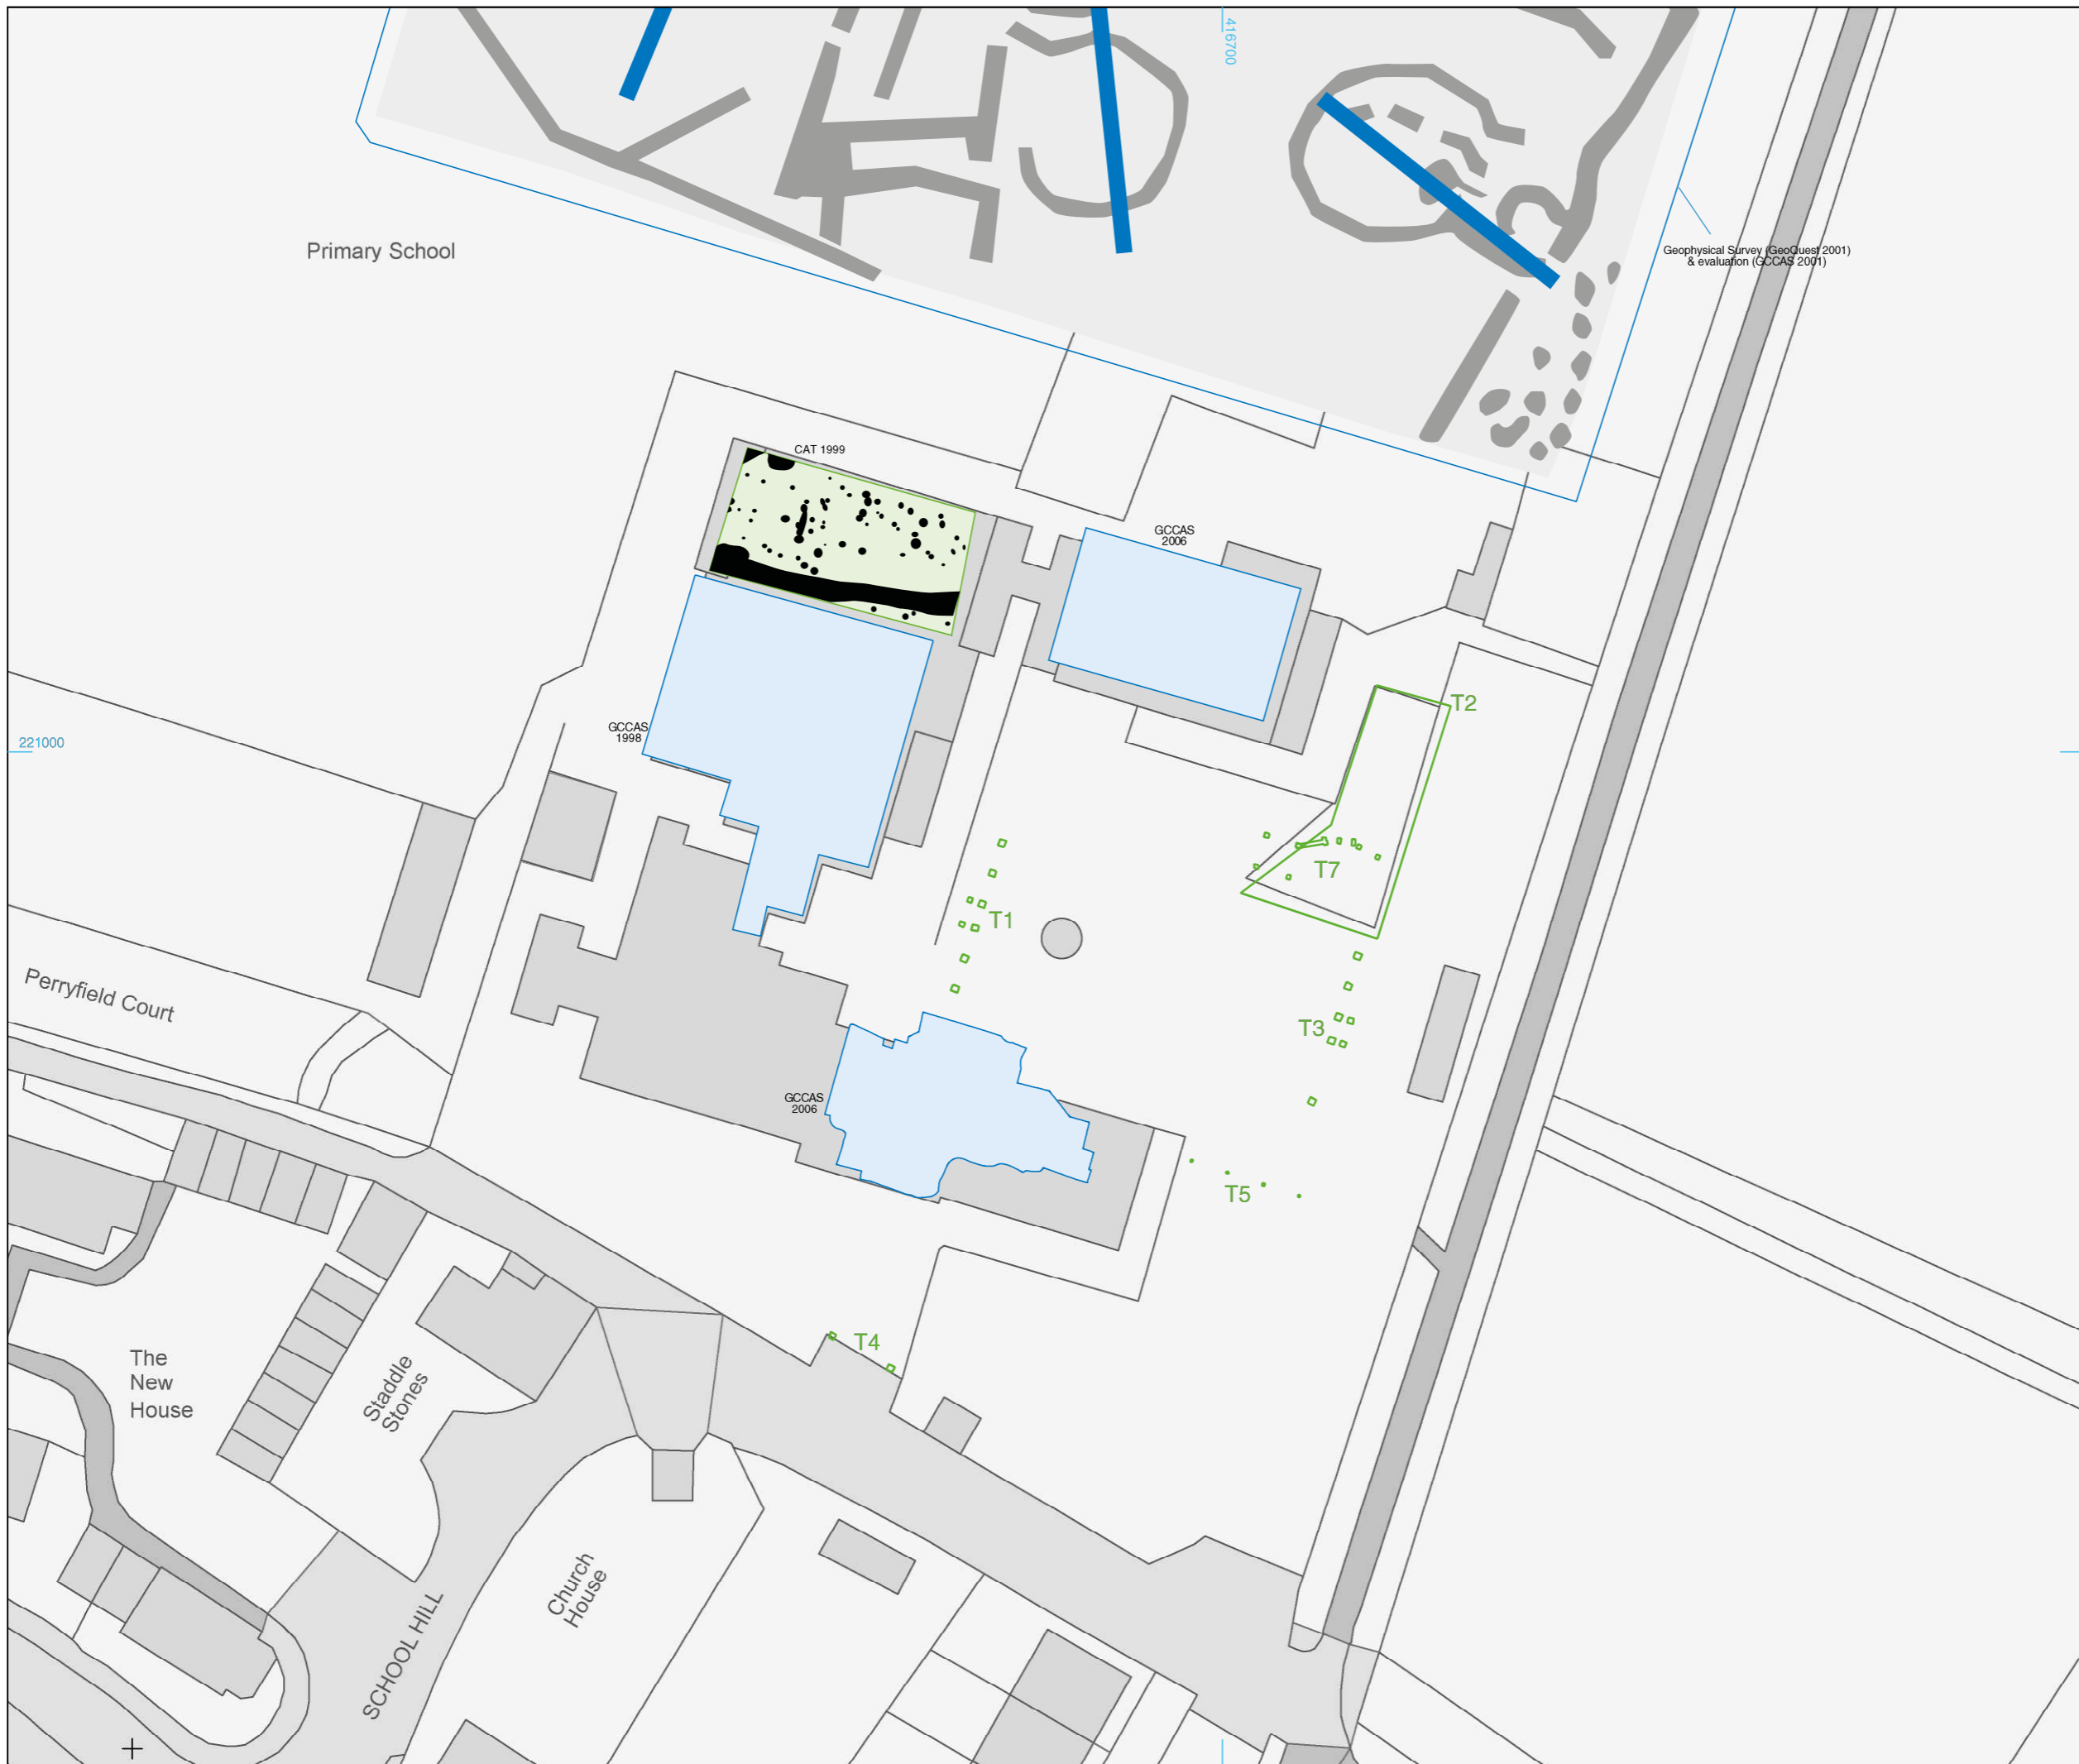 416700
Primary School
Geophysical Survey (GeoQuest 2001)
& evaluation (GCCAS 2001)
CAT 1999
GCCAS
2006
T2
GCCAS
1998
221000
T7
T1
Perryfield Court
T3
GCCAS
2006
T5
T4
The
New
House
Staddle
Stones
Church
House
SCHOOL HILL